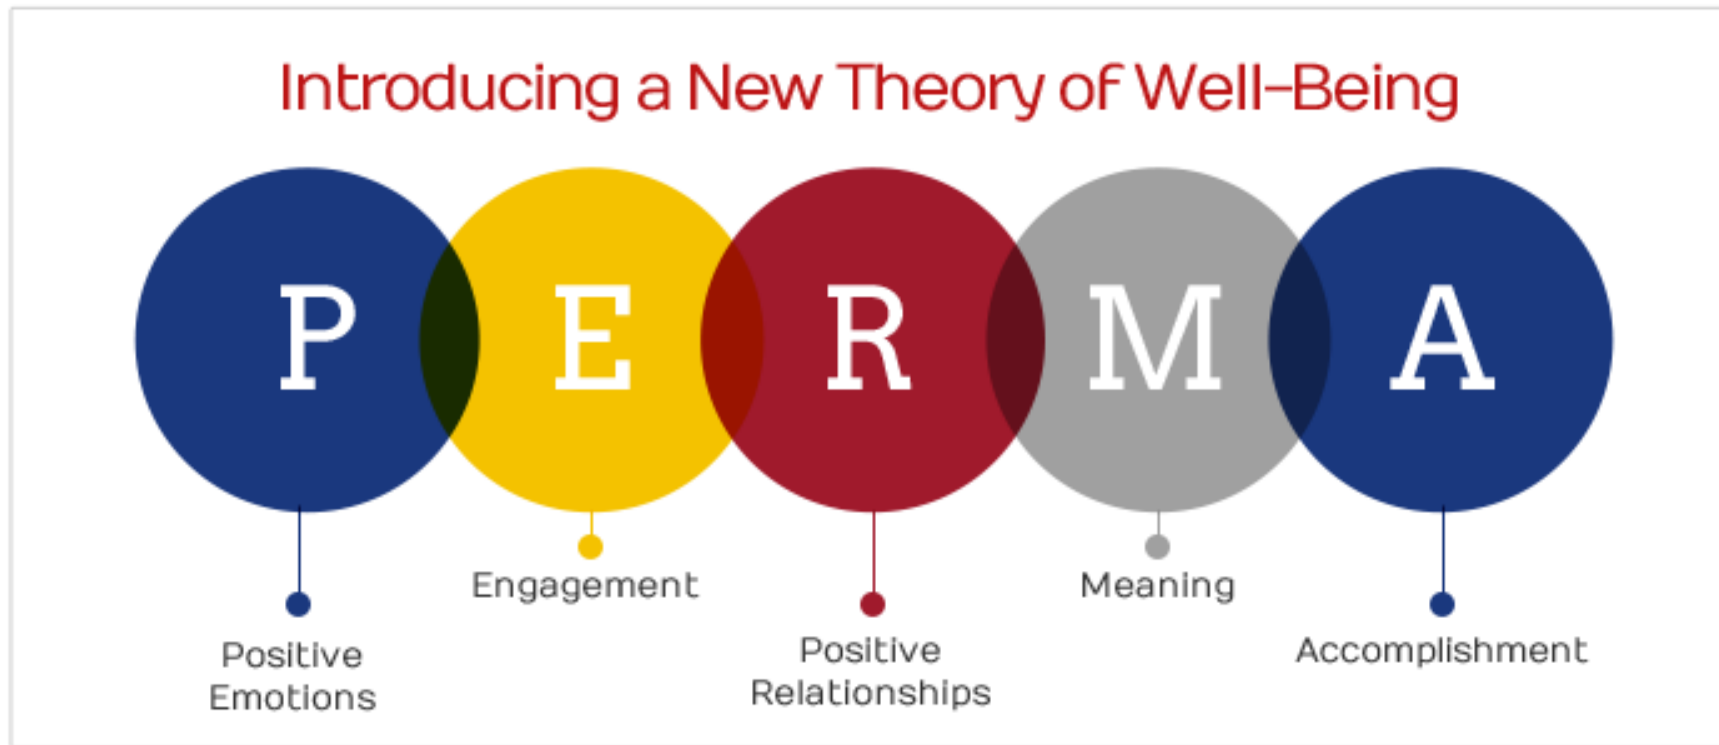 Introducing a New Theory of Well-Being
P E R M A
Engagement
Meaning
Positive
Emotions
Positive
Relationships
Accomplishment